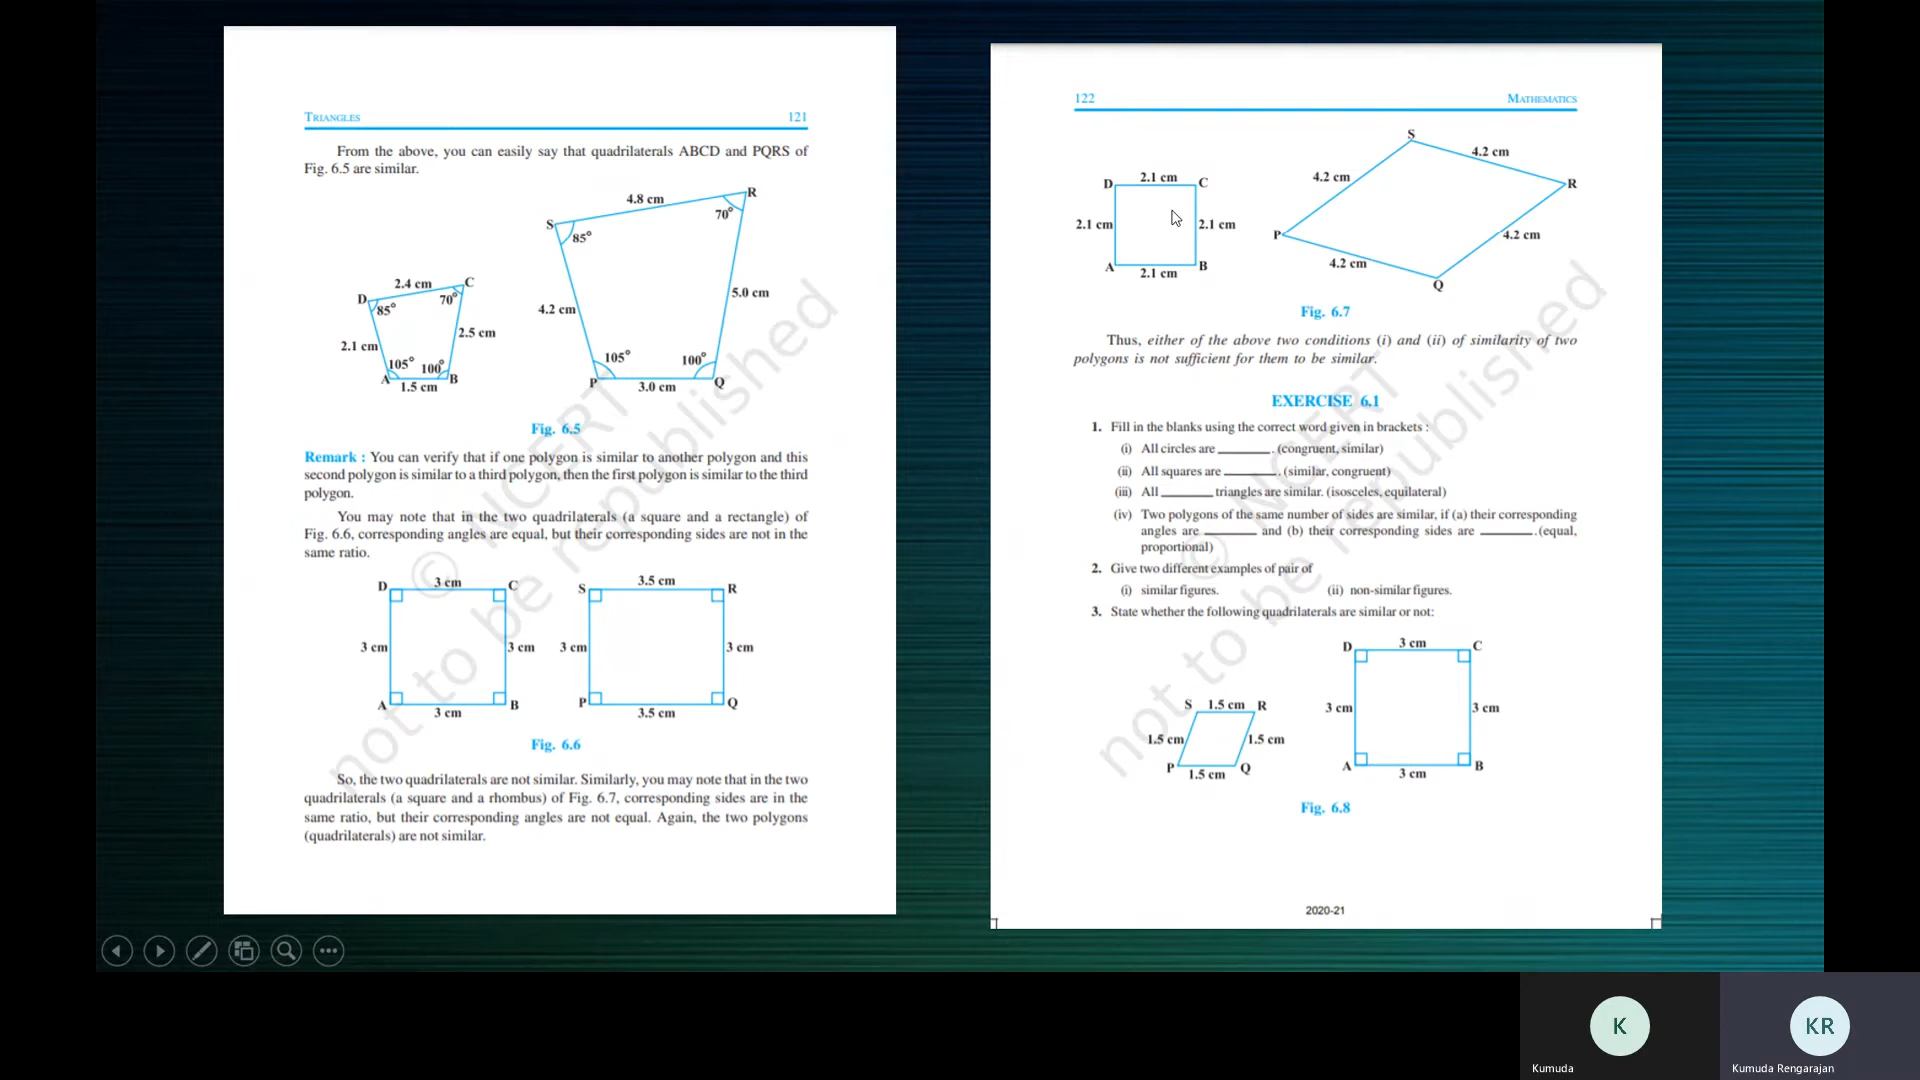 TRIANGLES 121
From the above, you can easily say that quadrilaterals ABCD and PQRS of
Fig. 6.5 are similar.
4.8 cm
R
70°
S
85°
2.4 cm
C
D
70°
85°
5.0 cm
4.2 cm
2.5 cm
2.1 cm
105°
100°
105°
100°
A
B
1.5 cm
P
3.0 cm
Q
Fig. 6.5
Remark : You can verify that if one polygon is similar to another polygon and this
second polygon is similar to a third polygon, then the first polygon is similar to the third
polygon.
You may note that in the two quadrilaterals (a square and a rectangle) of
Fig. 6.6, corresponding angles are equal, but their corresponding sides are not in the
same ratio.
D 3 cm C S 3.5 cm R
3 cm 3 cm 3 cm 3 cm
A 3 cm B P 3.5 cm Q
Fig. 6.6
So, the two quadrilaterals are not similar. Similarly, you may note that in the two
quadrilaterals (a square and a rhombus) of Fig. 6.7, corresponding sides are in the
same ratio, but their corresponding angles are not equal. Again, the two polygons
(quadrilaterals) are not similar.
© NCERT
not to be republished
122 MATHEMATICS
S
4.2 cm
4.2 cm
R
D 2.1 cm C
2.1 cm 2.1 cm
P
4.2 cm
4.2 cm
A 2.1 cm B
Q
Fig. 6.7
Thus, either of the above two conditions (i) and (ii) of similarity of two
polygons is not sufficient for them to be similar.
EXERCISE 6.1
1. Fill in the blanks using the correct word given in brackets :
(i) All circles are ________. (congruent, similar)
(ii) All squares are ________. (similar, congruent)
(iii) All ________ triangles are similar. (isosceles, equilateral)
(iv) Two polygons of the same number of sides are similar, if (a) their corresponding
angles are ________ and (b) their corresponding sides are ________. (equal,
proportional)
2. Give two different examples of pair of
(i) similar figures. (ii) non-similar figures.
3. State whether the following quadrilaterals are similar or not:
D 3 cm C
3 cm 3 cm
A 3 cm B
S 1.5 cm R
1.5 cm 1.5 cm
P 1.5 cm Q
Fig. 6.8
© NCERT
not to be republished
2020-21
K
KR
Kumuda
Kumuda Rengarajan